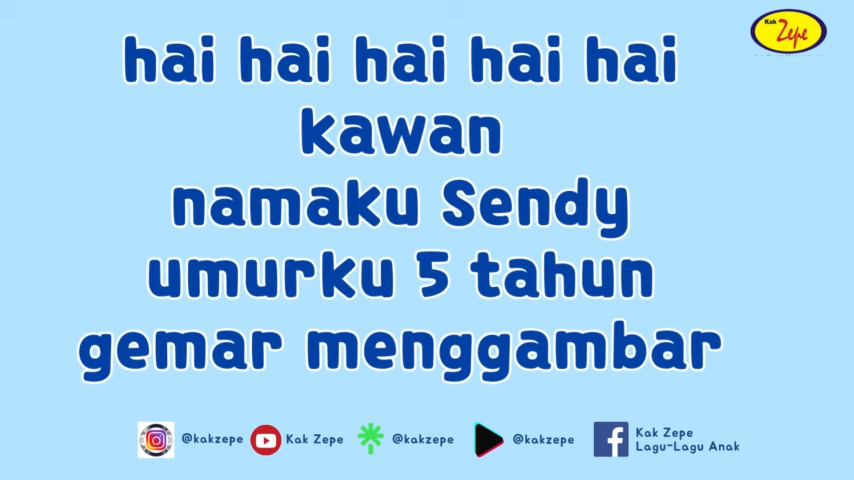 Kak Zepe
hai hai hai hai hai
kawan
namaku Sendy
umurku 5 tahun
gemar menggambar
@kakzepe
Kak Zepe
@kakzepe
@kakzepe
Kak Zepe
Lagu-Lagu Anak